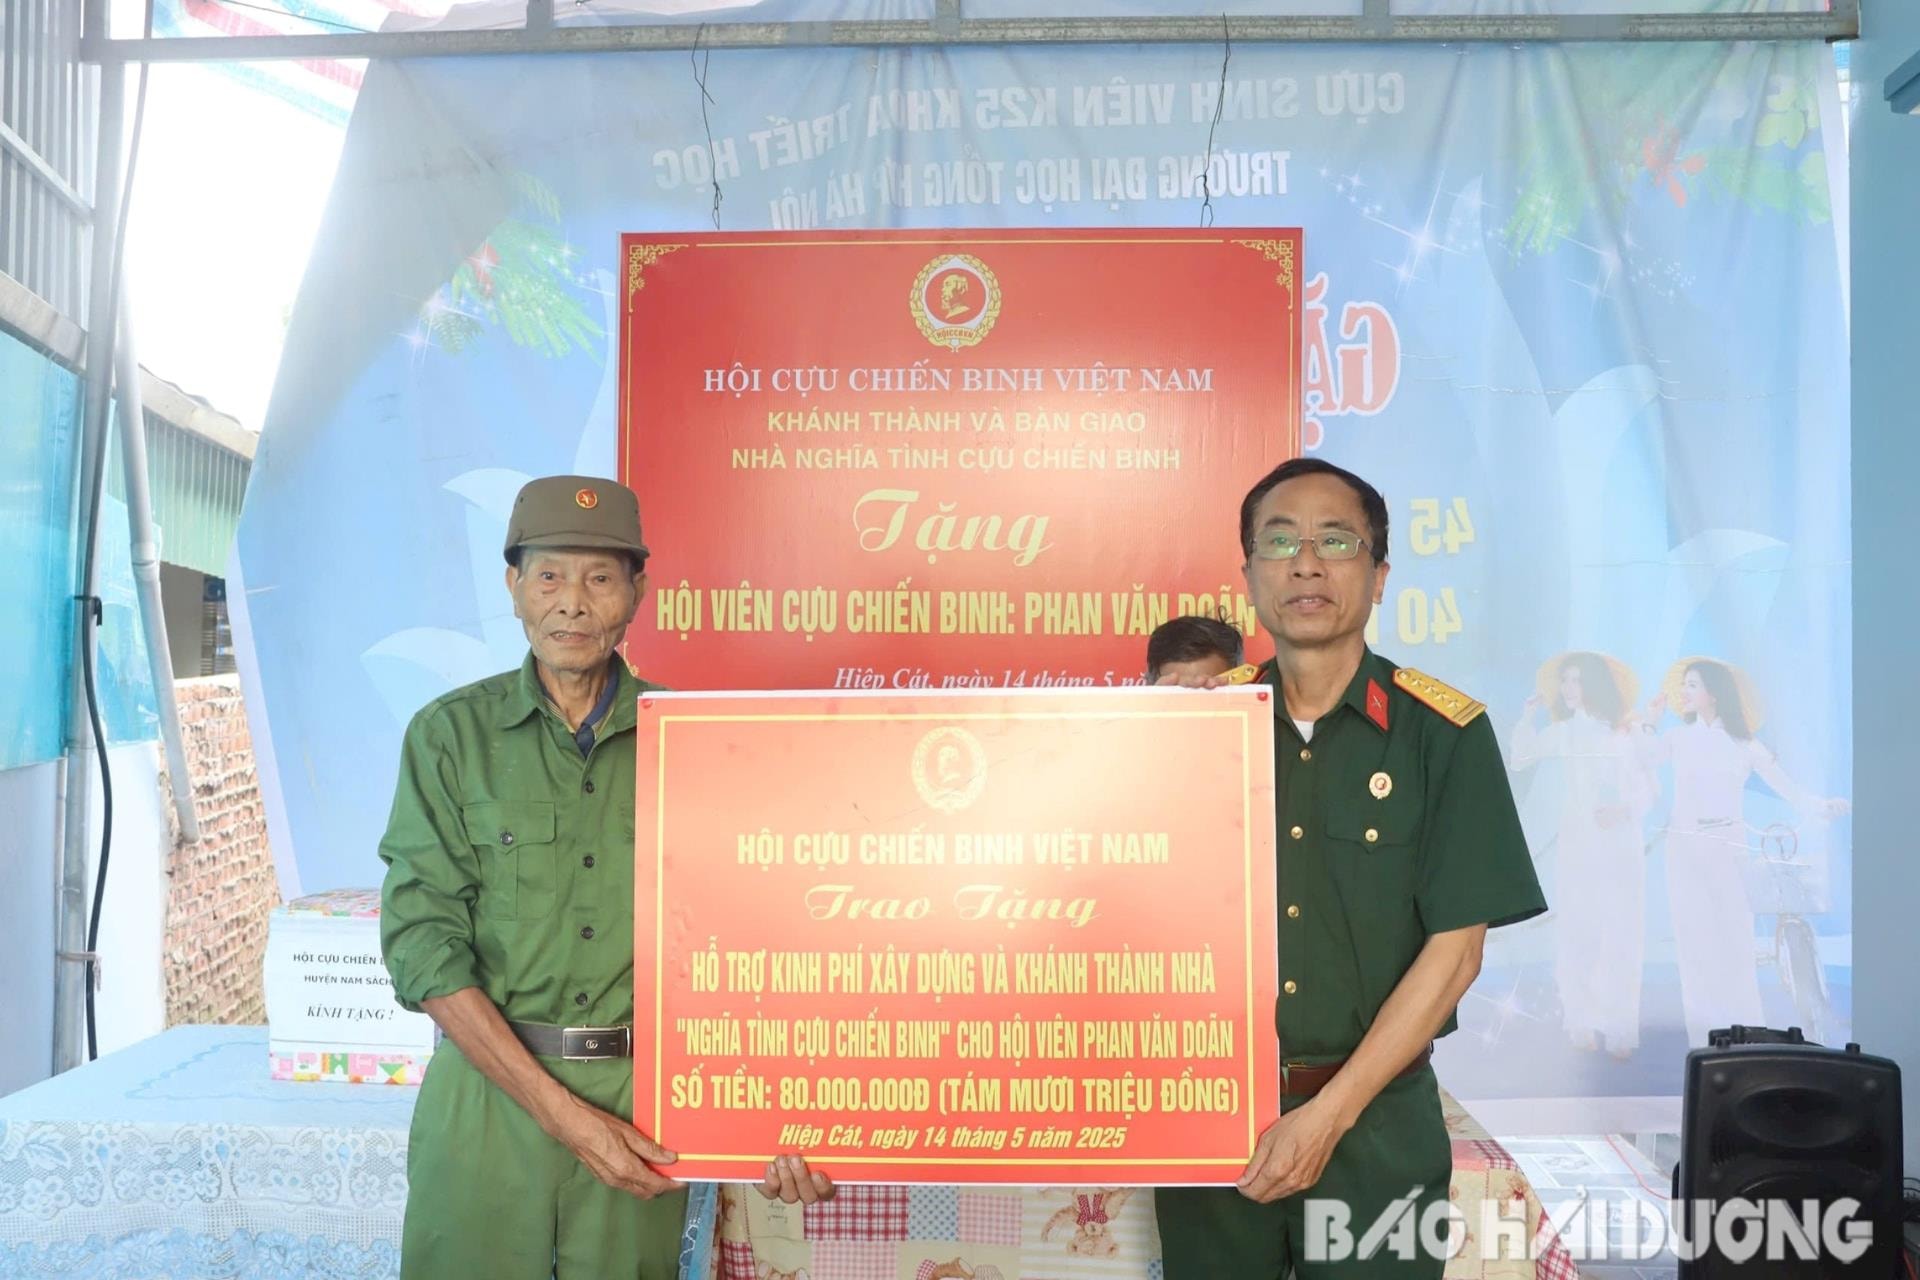 CỰU SINH VIÊN K25 KHOA TRIẾT HỌC
TRƯỜNG ĐẠI HỌC TỔNG HỢP HÀ NỘI
GẶP
45
40
HỘI CCBVN
HỘI CỰU CHIẾN BINH VIỆT NAM
KHÁNH THÀNH VÀ BÀN GIAO
NHÀ NGHĨA TÌNH CỰU CHIẾN BINH
Tặng
HỘI VIÊN CỰU CHIẾN BINH: PHAN VĂN DOÃN
Hiệp Cát, ngày 14 tháng 5
HỘI CỰU CHIẾN BINH VIỆT NAM
Trao Tặng
HỖ TRỢ KINH PHÍ XÂY DỰNG VÀ KHÁNH THÀNH NHÀ
"NGHĨA TÌNH CỰU CHIẾN BINH" CHO HỘI VIÊN PHAN VĂN DOÃN
SỐ TIỀN: 80.000.000Đ (TÁM MƯƠI TRIỆU ĐỒNG)
Hiệp Cát, ngày 14 tháng 5 năm 2025
HỘI CỰU CHIẾN
HUYỆN NAM SÁCH
KÍNH TẶNG !
BÁO HẢI DƯƠNG